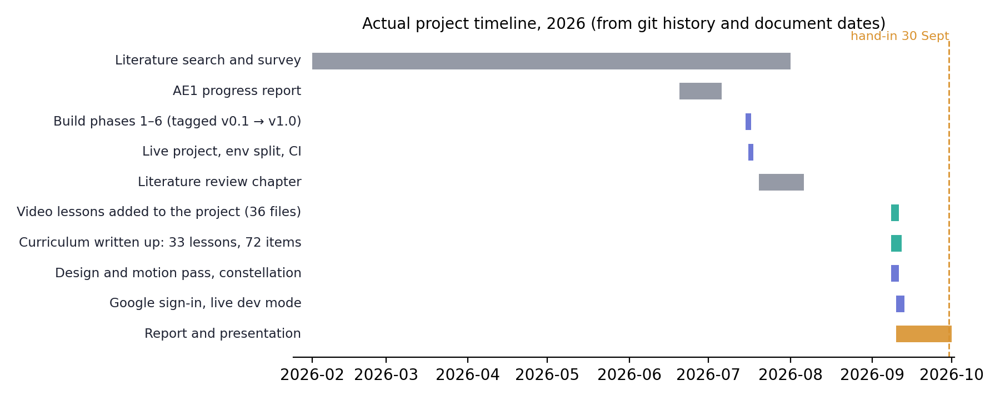 Actual project timeline, 2026 (from git history and document dates)
hand-in 30 Sept
Literature search and survey
AE1 progress report
Build phases 1–6 (tagged v0.1 → v1.0)
Live project, env split, CI
Literature review chapter
Video lessons added to the project (36 files)
Curriculum written up: 33 lessons, 72 items
Design and motion pass, constellation
Google sign-in, live dev mode
Report and presentation
2026-02 2026-03 2026-04 2026-05 2026-06 2026-07 2026-08 2026-09 2026-10